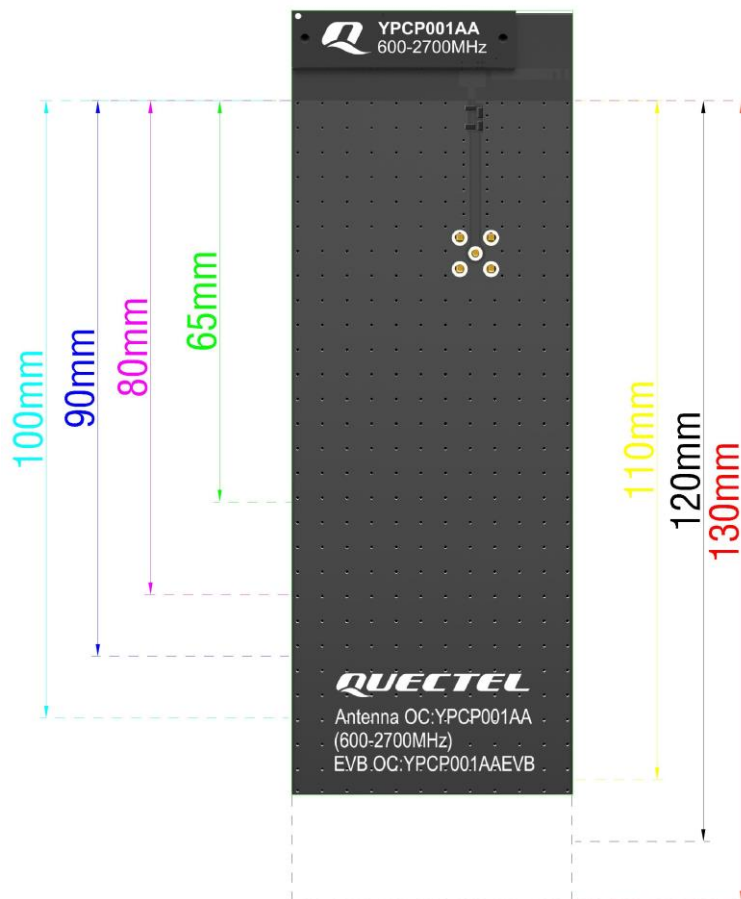 YPCP001AA
600-2700MHz
65mm
80mm
90mm
100mm
110mm
120mm
130mm
QUECTEL
Antenna OC:YPCP001AA
(600-2700MHz)
EVB OC:YPCP001AAEVB